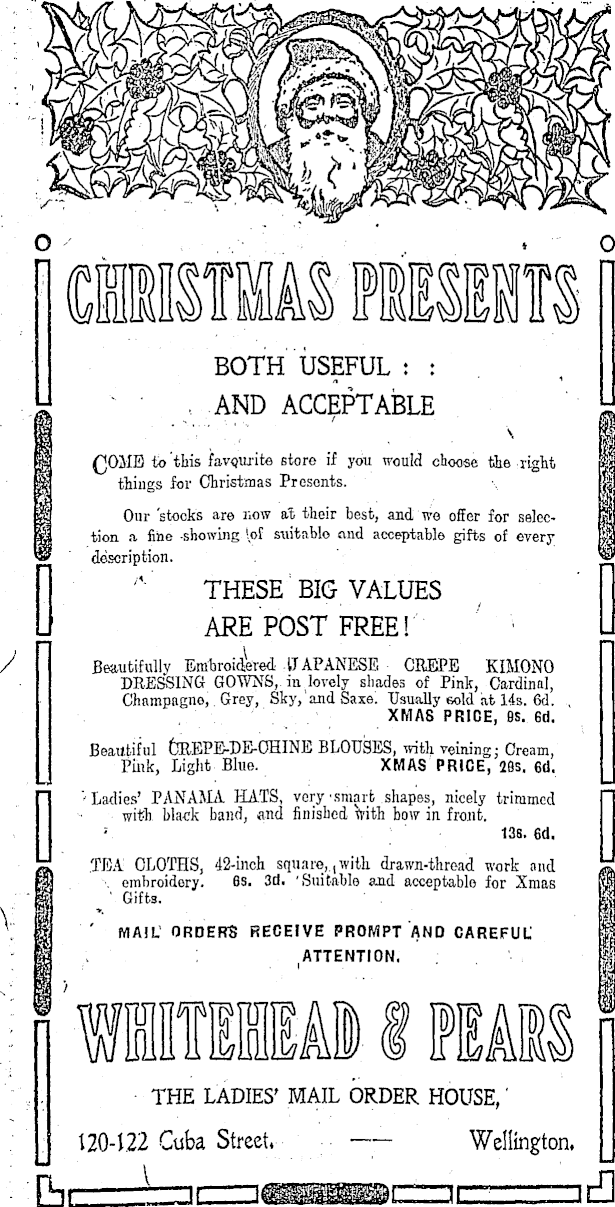 CHRISTMAS PRESENTS
BOTH USEFUL : :
AND ACCEPTABLE
COME to this favourite store if you would choose the right
things for Christmas Presents.
Our stocks are now at their best, and we offer for selec-
tion a fine showing of suitable and acceptable gifts of every
description.
THESE BIG VALUES
ARE POST FREE!
Beautifully Embroidered JAPANESE CREPE KIMONO
DRESSING GOWNS, in lovely shades of Pink, Cardinal,
Champagne, Grey, Sky, and Saxe. Usually sold at 14s. 6d.
XMAS PRICE, 9s. 6d.
Beautiful CREPE-DE-CHINE BLOUSES, with veining; Cream,
Pink, Light Blue. XMAS PRICE, 29s. 6d.
Ladies' PANAMA HATS, very smart shapes, nicely trimmed
with black band, and finished with bow in front.
13s. 6d.
TEA CLOTHS, 42-inch square, with drawn-thread work and
embroidery. 6s. 3d. Suitable and acceptable for Xmas
Gifts.
MAIL ORDERS RECEIVE PROMPT AND CAREFUL
ATTENTION.
WHITEHEAD & PEARS
THE LADIES' MAIL ORDER HOUSE,
120-122 Cuba Street. — Wellington.